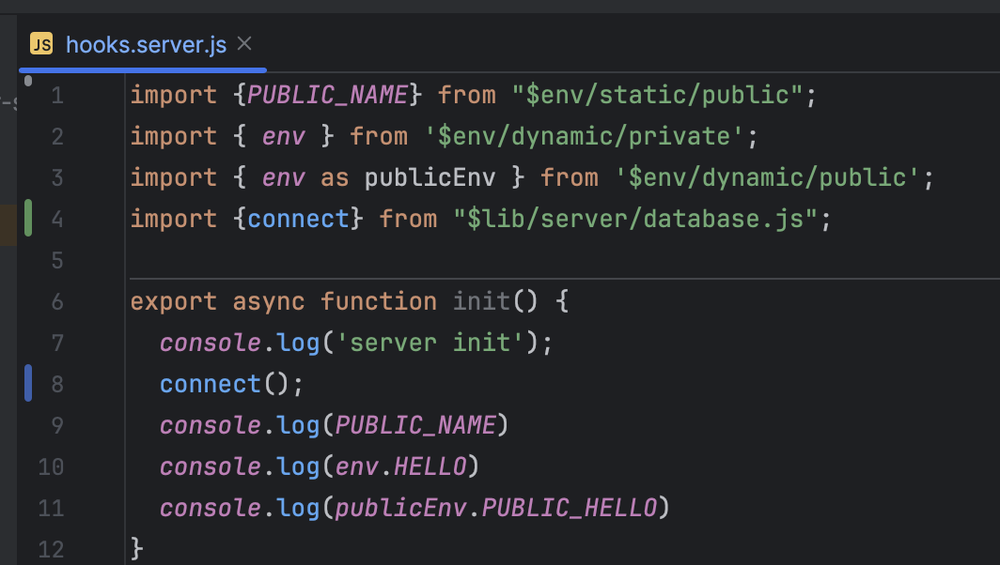 JS hooks.server.js
1 import {PUBLIC_NAME} from "$env/static/public";
2 import { env } from '$env/dynamic/private';
3 import { env as publicEnv } from '$env/dynamic/public';
4 import {connect} from "$lib/server/database.js";
5
6 export async function init() {
7 console.log('server init');
8 connect();
9 console.log(PUBLIC_NAME)
10 console.log(env.HELLO)
11 console.log(publicEnv.PUBLIC_HELLO)
12 }